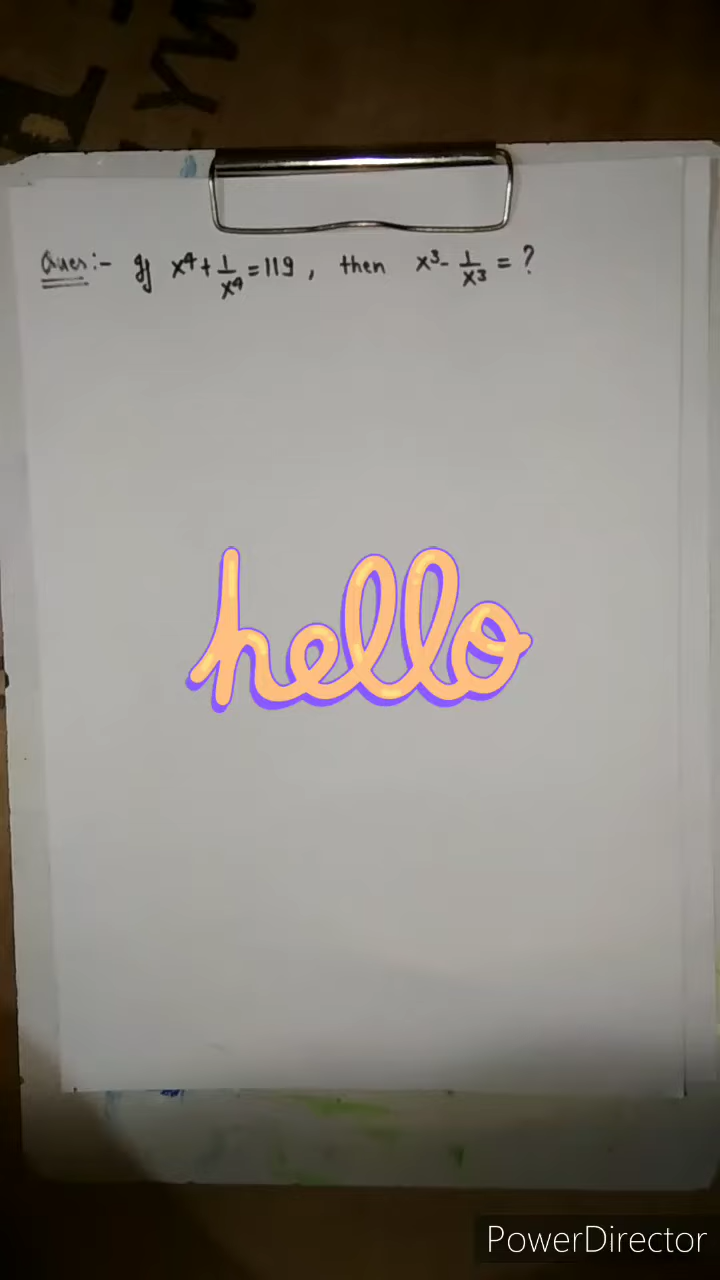 Ques:- If x⁴ + 1/x⁴ = 119, then x³ - 1/x³ = ?
hello
PowerDirector